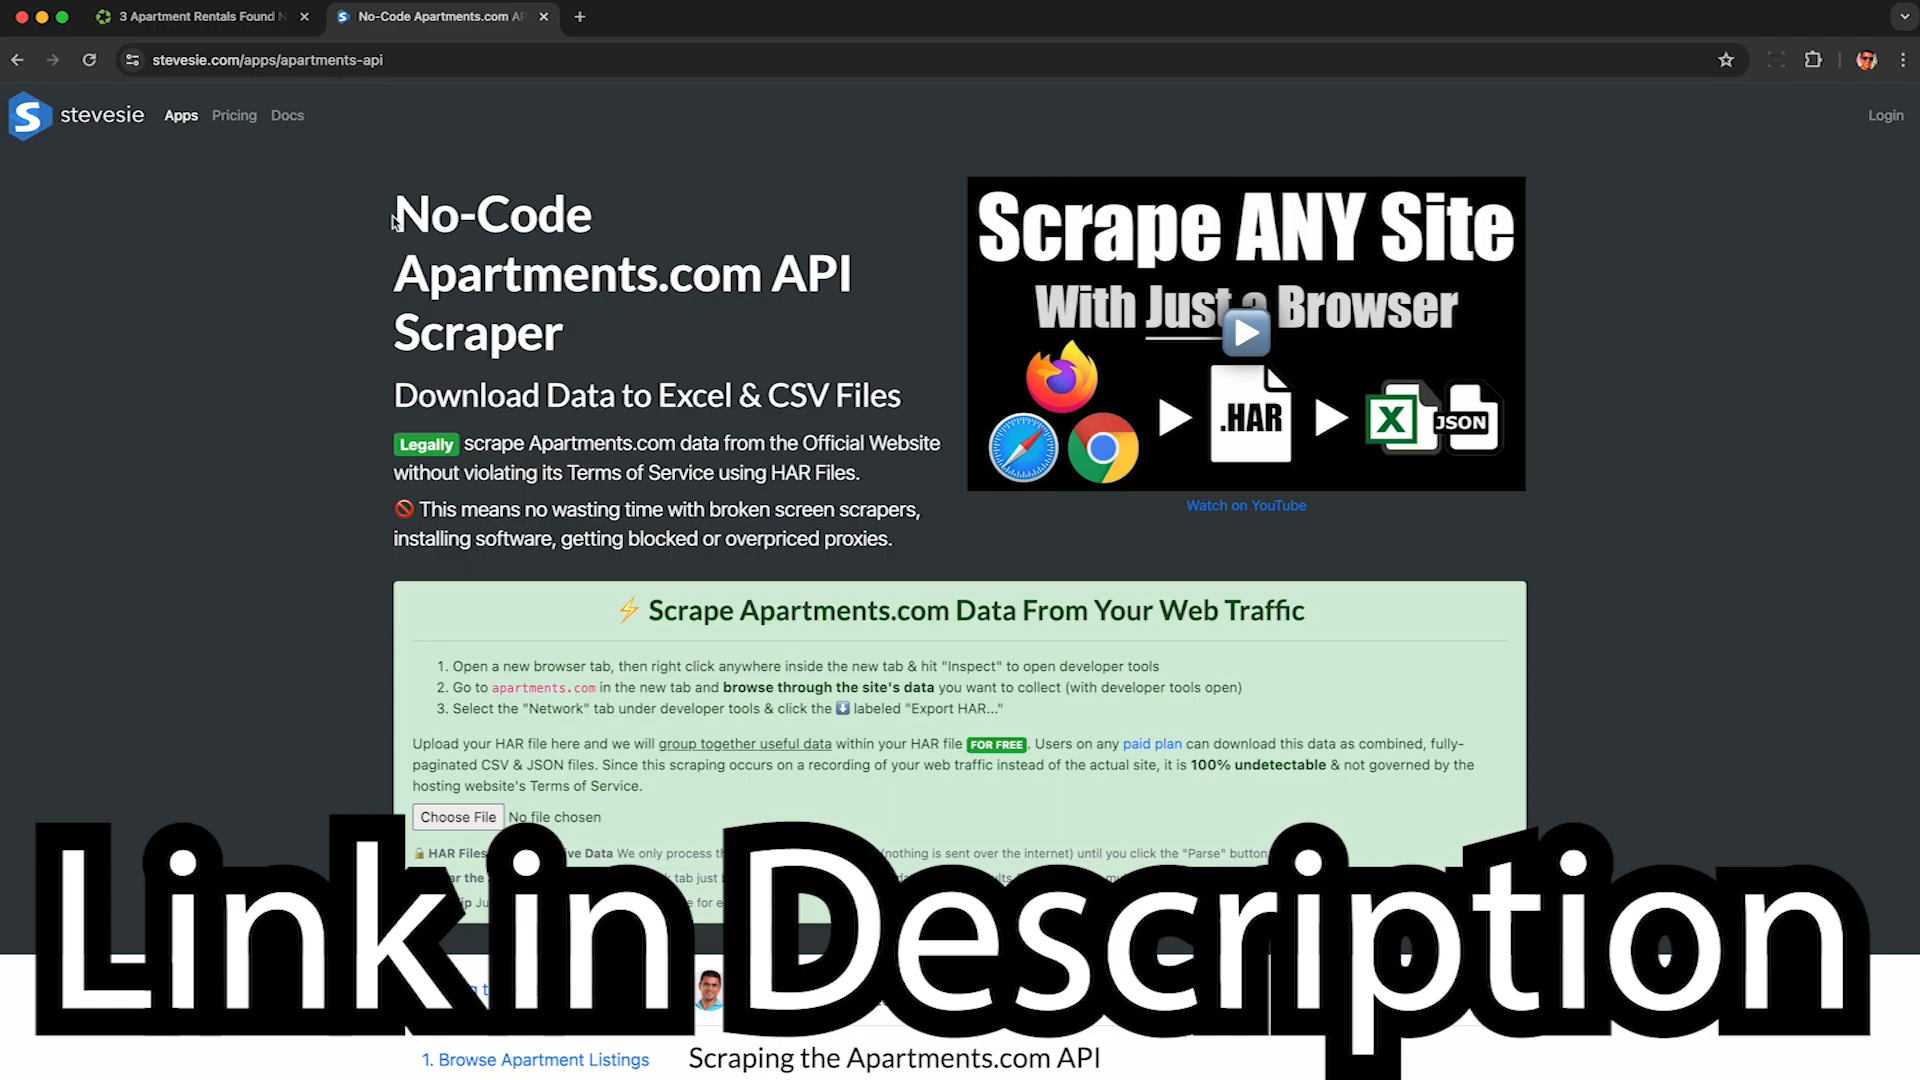 3 Apartment Rentals Found N
No-Code Apartments.com AP
stevesie.com/apps/apartments-api
stevesie
Apps
Pricing
Docs
Login
No-Code
Apartments.com API
Scraper
Download Data to Excel & CSV Files
Legally scrape Apartments.com data from the Official Website
without violating its Terms of Service using HAR Files.
🚫 This means no wasting time with broken screen scrapers,
installing software, getting blocked or overpriced proxies.
Scrape ANY Site
With Just a Browser
.HAR
X
JSON
Watch on YouTube
⚡ Scrape Apartments.com Data From Your Web Traffic
1. Open a new browser tab, then right click anywhere inside the new tab & hit "Inspect" to open developer tools
2. Go to apartments.com in the new tab and browse through the site's data you want to collect (with developer tools open)
3. Select the "Network" tab under developer tools & click the ⬇️ labeled "Export HAR..."
Upload your HAR file here and we will group together useful data within your HAR file FOR FREE. Users on any paid plan can download this data as combined, fully-
paginated CSV & JSON files. Since this scraping occurs on a recording of your web traffic instead of the actual site, it is 100% undetectable & not governed by the
hosting website's Terms of Service.
Choose File No file chosen
🔒 HAR Files Data We only process (nothing is sent over the internet) until you click the "Parse" button.
the tab just
for
Link in Description
1. Browse Apartment Listings
Scraping the Apartments.com API